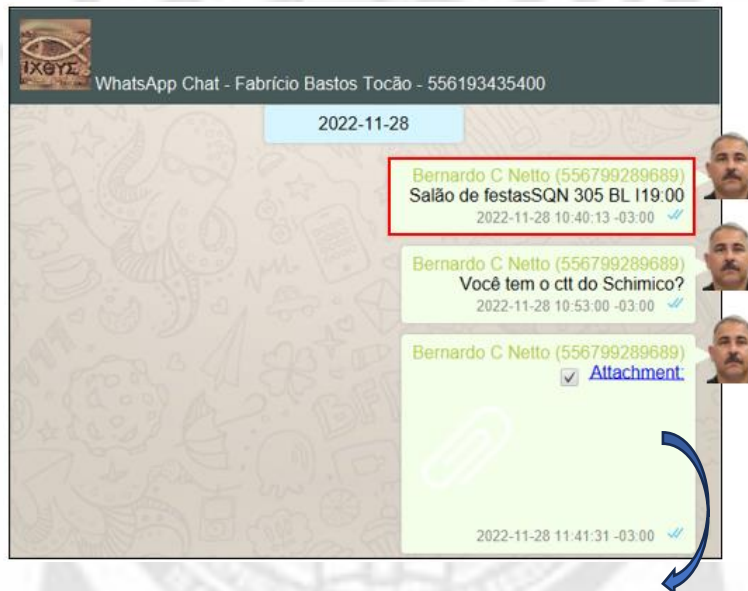 ΙΧΘΥΣ
WhatsApp Chat - Fabrício Bastos Tocão - 556193435400
2022-11-28
Bernardo C Netto (556799289689)
Salão de festasSQN 305 BL I19:00
2022-11-28 10:40:13 -03:00
Bernardo C Netto (556799289689)
Você tem o ctt do Schimico?
2022-11-28 10:53:00 -03:00
Bernardo C Netto (556799289689)
Attachment:
2022-11-28 11:41:31 -03:00